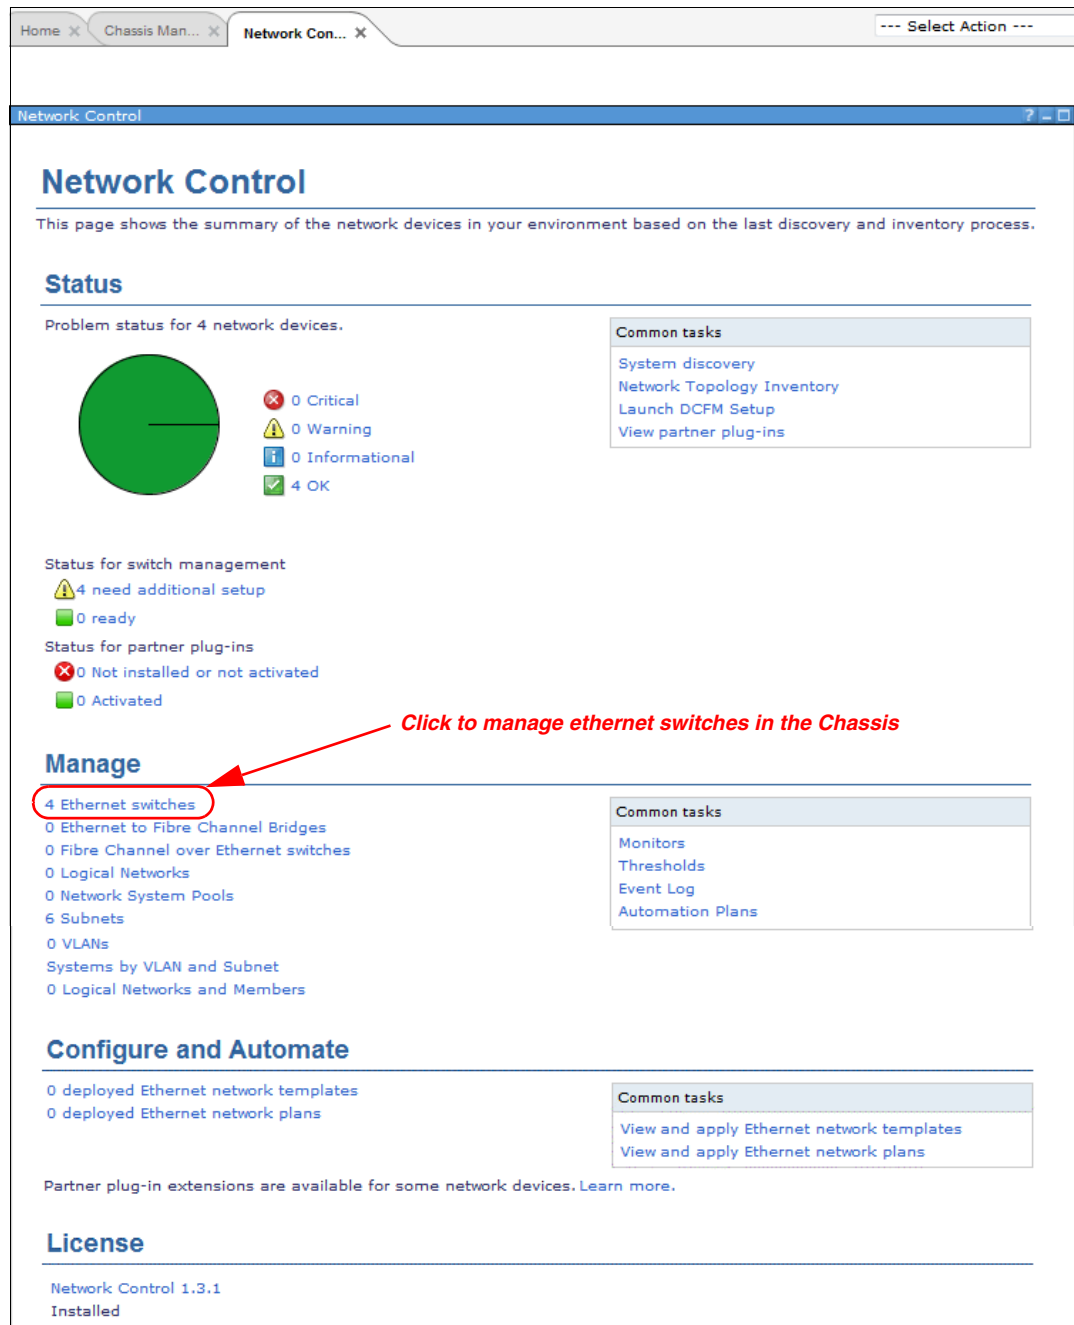 Home
Chassis Man...
Network Con...
--- Select Action ---
Network Control
Network Control
This page shows the summary of the network devices in your environment based on the last discovery and inventory process.
Status
Problem status for 4 network devices.
0 Critical
0 Warning
0 Informational
4 OK
Common tasks
System discovery
Network Topology Inventory
Launch DCFM Setup
View partner plug-ins
Status for switch management
4 need additional setup
0 ready
Status for partner plug-ins
0 Not installed or not activated
0 Activated
Click to manage ethernet switches in the Chassis
Manage
4 Ethernet switches
0 Ethernet to Fibre Channel Bridges
0 Fibre Channel over Ethernet switches
0 Logical Networks
0 Network System Pools
6 Subnets
0 VLANs
Systems by VLAN and Subnet
0 Logical Networks and Members
Common tasks
Monitors
Thresholds
Event Log
Automation Plans
Configure and Automate
0 deployed Ethernet network templates
0 deployed Ethernet network plans
Common tasks
View and apply Ethernet network templates
View and apply Ethernet network plans
Partner plug-in extensions are available for some network devices. Learn more.
License
Network Control 1.3.1
Installed